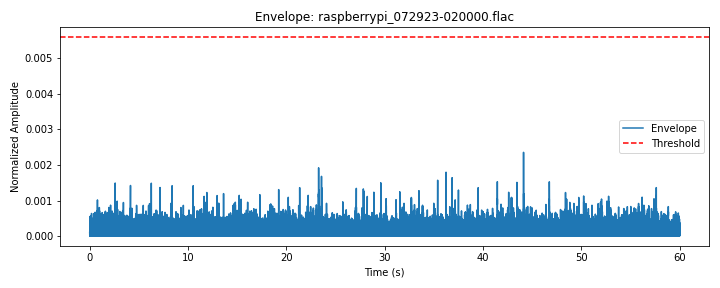 Envelope: raspberrypi_072923-020000.flac
Normalized Amplitude
0.005
0.004
0.003
0.002
0.001
0.000
Envelope
Threshold
0 10 20 30 40 50 60
Time (s)